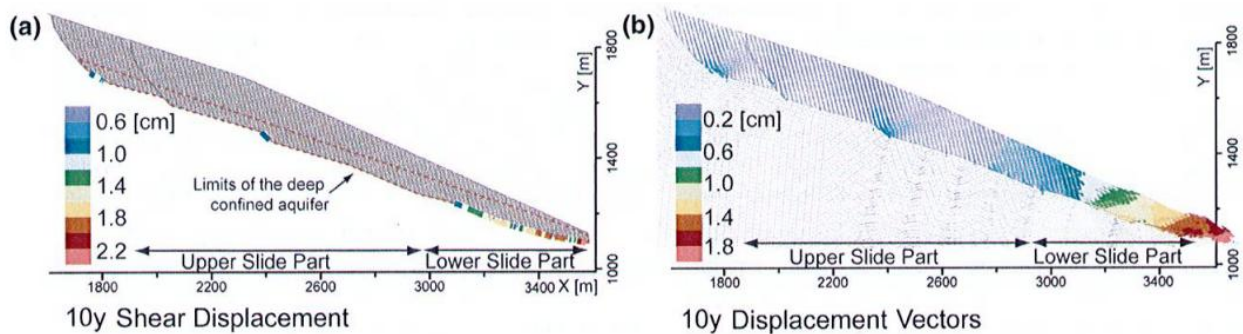 (a)
1800
Y [m]
0.6 [cm]
1.0
1.4
1.8
2.2
1400
Limits of the deep
confined aquifer
Upper Slide Part
Lower Slide Part
1000
1800
2200
2600
3000
3400 X [m]
10y Shear Displacement
(b)
1800
Y [m]
0.2 [cm]
0.6
1.0
1.4
1.8
1400
Upper Slide Part
Lower Slide Part
1000
1800
2200
2600
3000
3400
10y Displacement Vectors